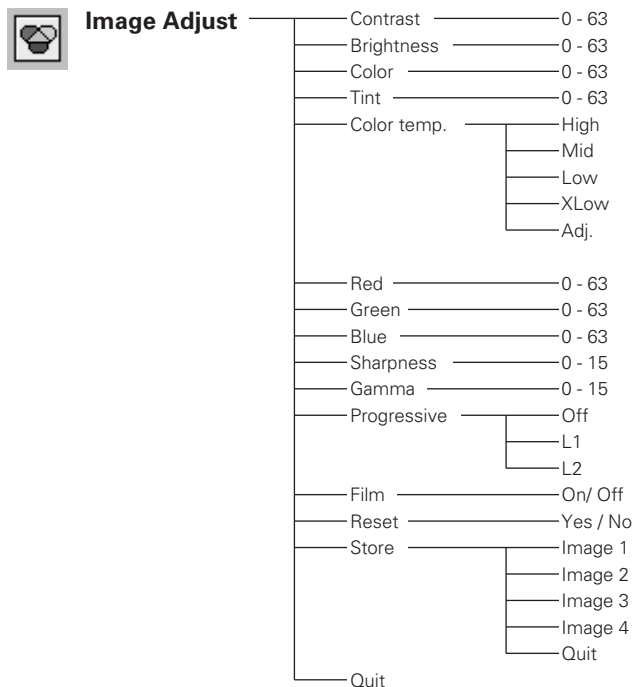 Image Adjust Contrast 0 - 63
Brightness 0 - 63
Color 0 - 63
Tint 0 - 63
Color temp. High
Mid
Low
XLow
Adj.
Red 0 - 63
Green 0 - 63
Blue 0 - 63
Sharpness 0 - 15
Gamma 0 - 15
Progressive Off
L1
L2
Film On/ Off
Reset Yes / No
Store Image 1
Image 2
Image 3
Image 4
Quit
Quit